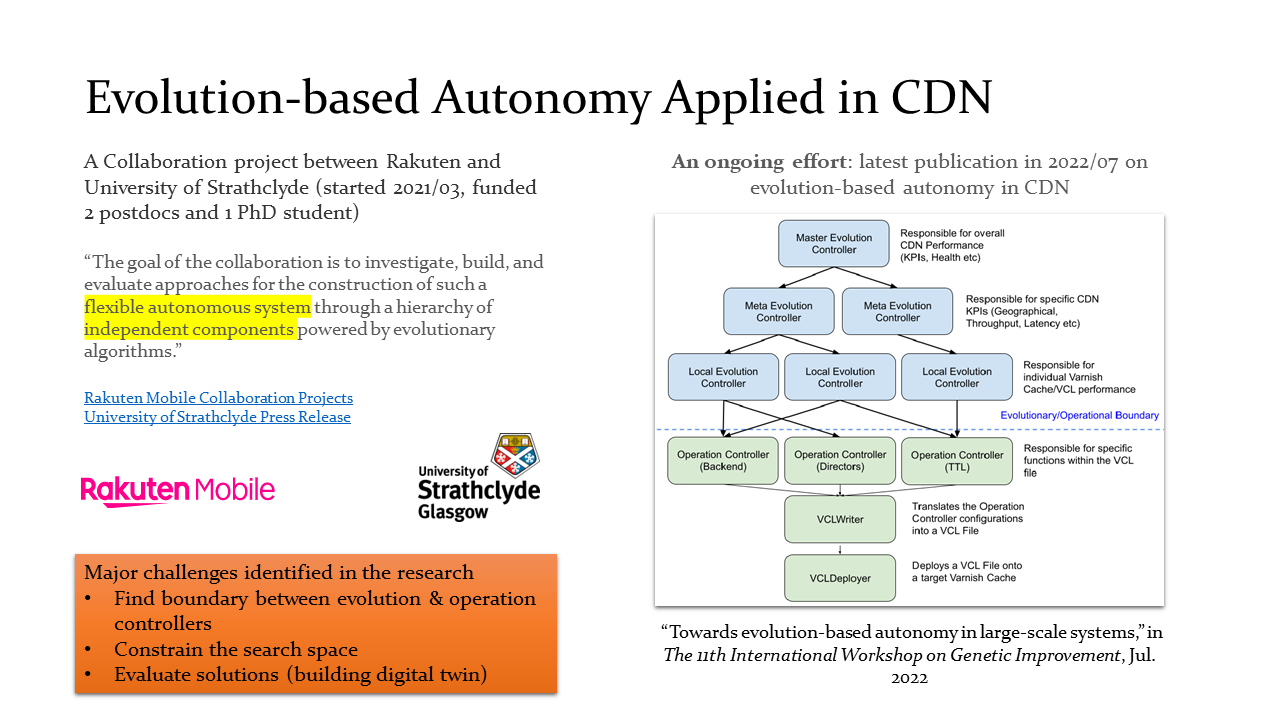 Evolution-based Autonomy Applied in CDN
A Collaboration project between Rakuten and
University of Strathclyde (started 2021/03, funded
2 postdocs and 1 PhD student)
“The goal of the collaboration is to investigate, build, and
evaluate approaches for the construction of such a
flexible autonomous system through a hierarchy of
independent components powered by evolutionary
algorithms.”
Rakuten Mobile Collaboration Projects
University of Strathclyde Press Release
Rakuten Mobile
University of
Strathclyde
Glasgow
Major challenges identified in the research
• Find boundary between evolution & operation
controllers
• Constrain the search space
• Evaluate solutions (building digital twin)
An ongoing effort: latest publication in 2022/07 on
evolution-based autonomy in CDN
Master Evolution
Controller
Responsible for overall
CDN Performance
(KPIs, Health etc)
Meta Evolution
Controller
Meta Evolution
Controller
Responsible for specific CDN
KPIs (Geographical,
Throughput, Latency etc)
Local Evolution
Controller
Local Evolution
Controller
Local Evolution
Controller
Responsible for
individual Varnish
Cache/VCL performance
Evolutionary/Operational Boundary
Operation Controller
(Backend)
Operation Controller
(Directors)
Operation Controller
(TTL)
Responsible for specific
functions within the VCL
file
VCLWriter
Translates the Operation
Controller configurations
into a VCL File
VCLDeployer
Deploys a VCL File onto
a target Varnish Cache
“Towards evolution-based autonomy in large-scale systems,” in
The 11th International Workshop on Genetic Improvement, Jul.
2022